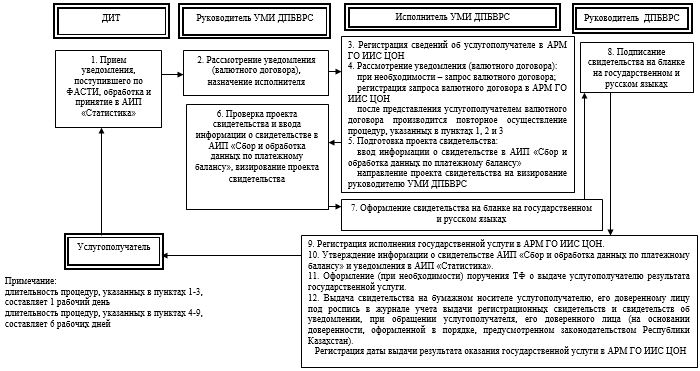 ДИТ
Руководитель УМИ ДПБВРС
Исполнитель УМИ ДПБВРС
Руководитель ДПБВРС
1. Прием
уведомления,
поступившего по
ФАСТИ, обработка и
принятие в АИП
«Статистика»
2. Рассмотрение уведомления
(валютного договора),
назначение исполнителя
3. Регистрация сведений об услугополучателе в АРМ
ГО ИИС ЦОН
4. Рассмотрение уведомления (валютного договора):
при необходимости – запрос валютного договора;
регистрация запроса валютного договора в АРМ ГО
ИИС ЦОН
после представления услугополучателем валютного
договора производится повторное осуществление
процедур, указанных в пунктах 1, 2 и 3
5. Подготовка проекта свидетельства:
ввод информации о свидетельстве в АИП «Сбор и
обработка данных по платежному балансу»
направление проекта свидетельства на визирование
руководителю УМИ ДПБВРС
8. Подписание
свидетельства на бланке
на государственном и
русском языках
6. Проверка проекта
свидетельства и ввода
информации о свидетельстве в
АИП «Сбор и обработка
данных по платежному
балансу», визирование проекта
свидетельства
7. Оформление свидетельства на бланке на государственном
и русском языках
Услугополучатель
9. Регистрация исполнения государственной услуги в АРМ ГО ИИС ЦОН.
10. Утверждение информации о свидетельстве АИП «Сбор и обработка данных по платежному
балансу» и уведомления в АИП «Статистика».
11. Оформление (при необходимости) поручения ТФ о выдаче услугополучателю результата
государственной услуги.
12. Выдача свидетельства на бумажном носителе услугополучателю, его доверенному лицу
под роспись в журнале учета выдачи регистрационных свидетельств и свидетельств об
уведомлении, при обращении услугополучателя, его доверенного лица (на основании
доверенности, оформленной в порядке, предусмотренном законодательством Республики
Казахстан).
Регистрация даты выдачи результата оказания государственной услуги в АРМ ГО ИИС ЦОН
Примечание:
длительность процедур, указанных в пунктах 1-3,
составляет 1 рабочий день
длительность процедур, указанных в пунктах 4-9,
составляет 6 рабочих дней